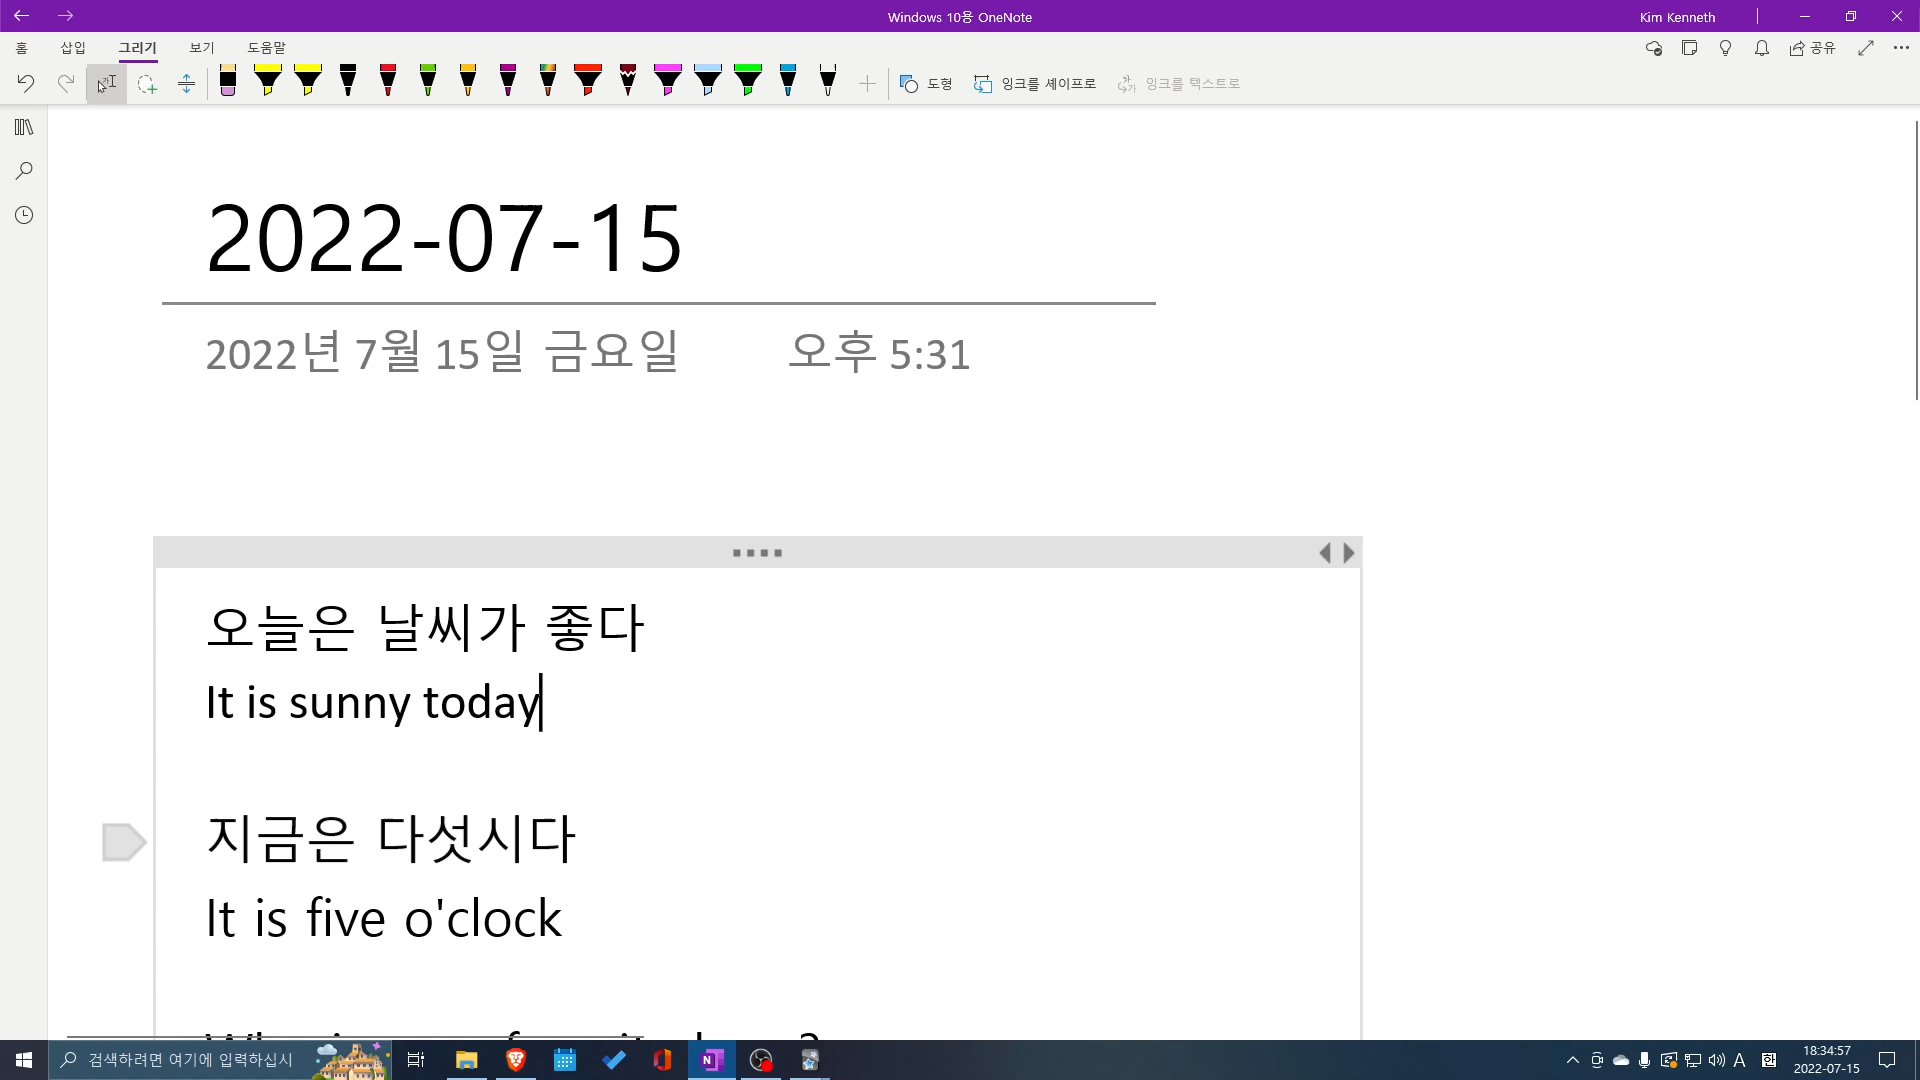 Windows 10용 OneNote
Kim Kenneth
홈 삽입 그리기 보기 도움말
공유
도형 잉크를 셰이프로 잉크를 텍스트로
2022-07-15
2022년 7월 15일 금요일 오후 5:31
오늘은 날씨가 좋다
It is sunny today
지금은 다섯시다
It is five o'clock
검색하려면 여기에 입력하십시
A
18:34:57
2022-07-15